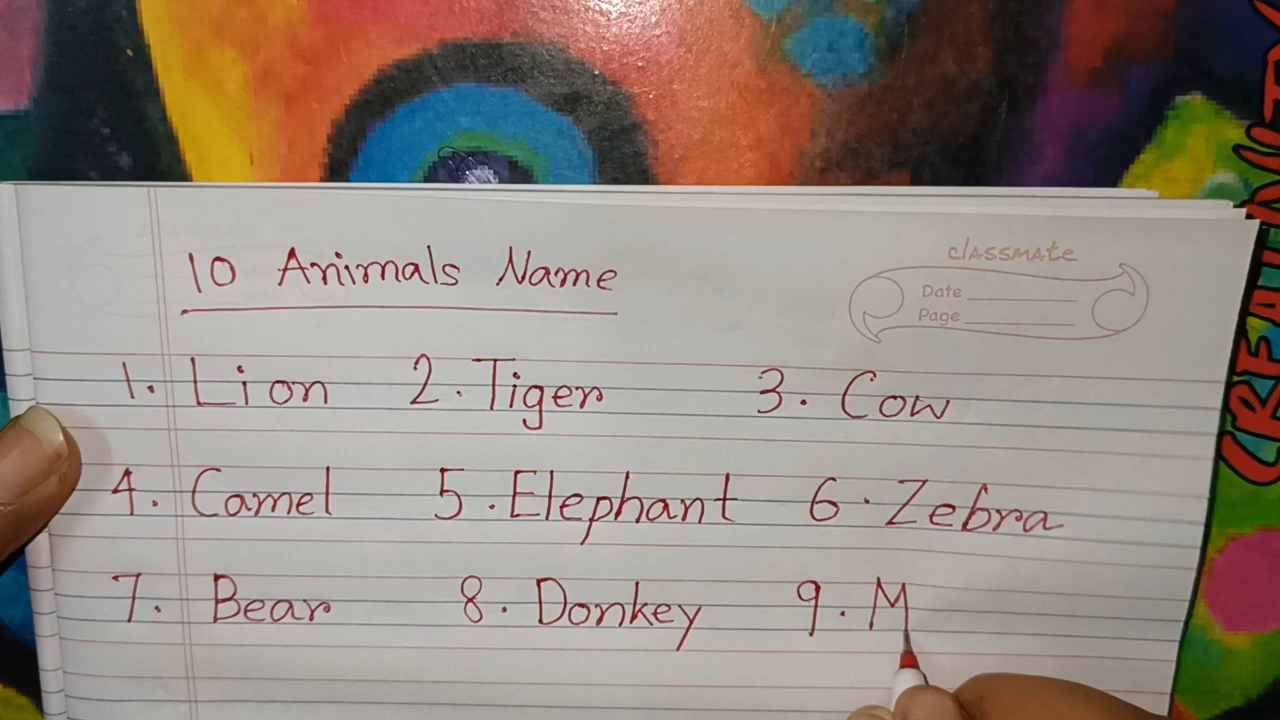 classmate
10 Animals Name
Date
Page
1. Lion 2. Tiger 3. Cow
4. Camel 5. Elephant 6. Zebra
7. Bear 8. Donkey 9. M